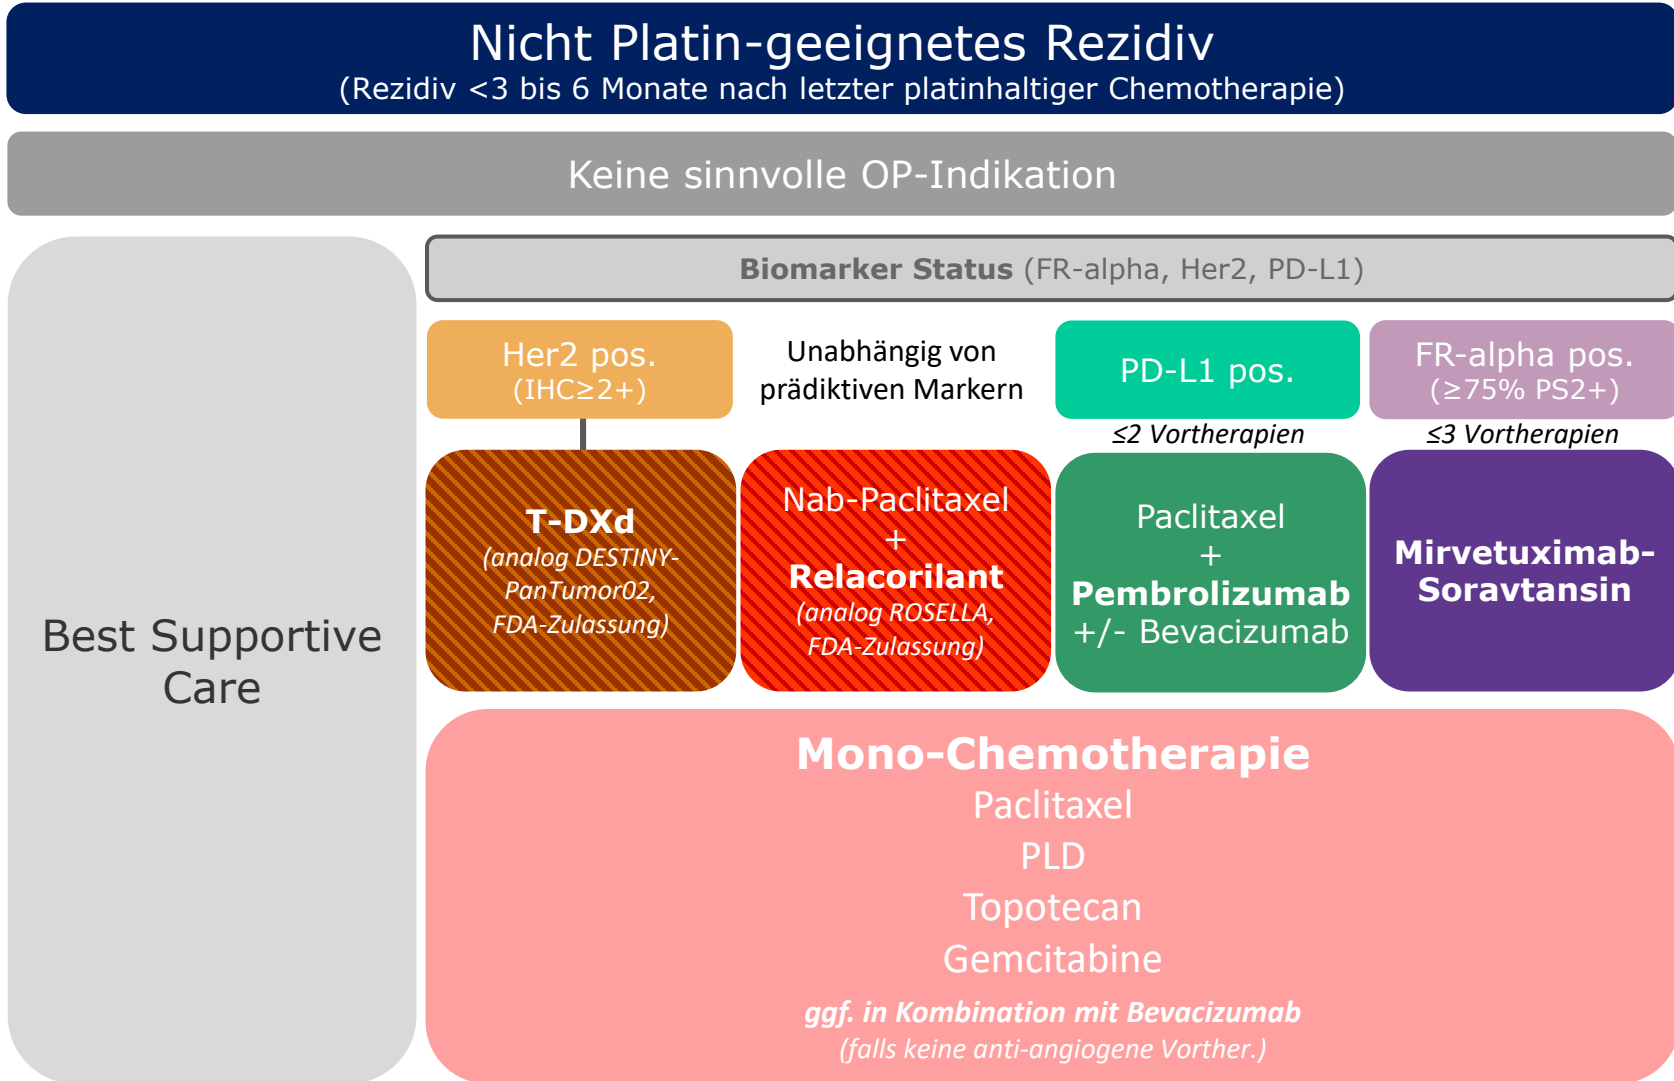 Nicht Platin-geeignetes Rezidiv
(Rezidiv <3 bis 6 Monate nach letzter platinhaltiger Chemotherapie)
Keine sinnvolle OP-Indikation
Best Supportive
Care
Biomarker Status (FR-alpha, Her2, PD-L1)
Her2 pos.
(IHC≥2+)
Unabhängig von
prädiktiven Markern
PD-L1 pos.
≤2 Vortherapien
FR-alpha pos.
(≥75% PS2+)
≤3 Vortherapien
T-DXd
(analog DESTINY-
PanTumor02,
FDA-Zulassung)
Nab-Paclitaxel
+
Relacorilant
(analog ROSELLA,
FDA-Zulassung)
Paclitaxel
+
Pembrolizumab
+/- Bevacizumab
Mirvetuximab-
Soravtansin
Mono-Chemotherapie
Paclitaxel
PLD
Topotecan
Gemcitabine
ggf. in Kombination mit Bevacizumab
(falls keine anti-angiogene Vorther.)